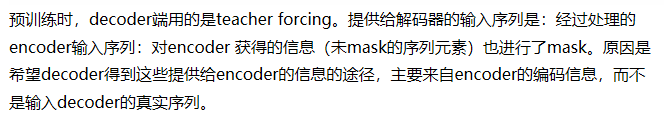 预训练时，decoder端用的是teacher forcing。提供给解码器的输入序列是：经过处理的
encoder输入序列：对encoder 获得的信息（未mask的序列元素）也进行了mask。原因是
希望decoder得到这些提供给encoder的信息的途径，主要来自encoder的编码信息，而不
是输入decoder的真实序列。